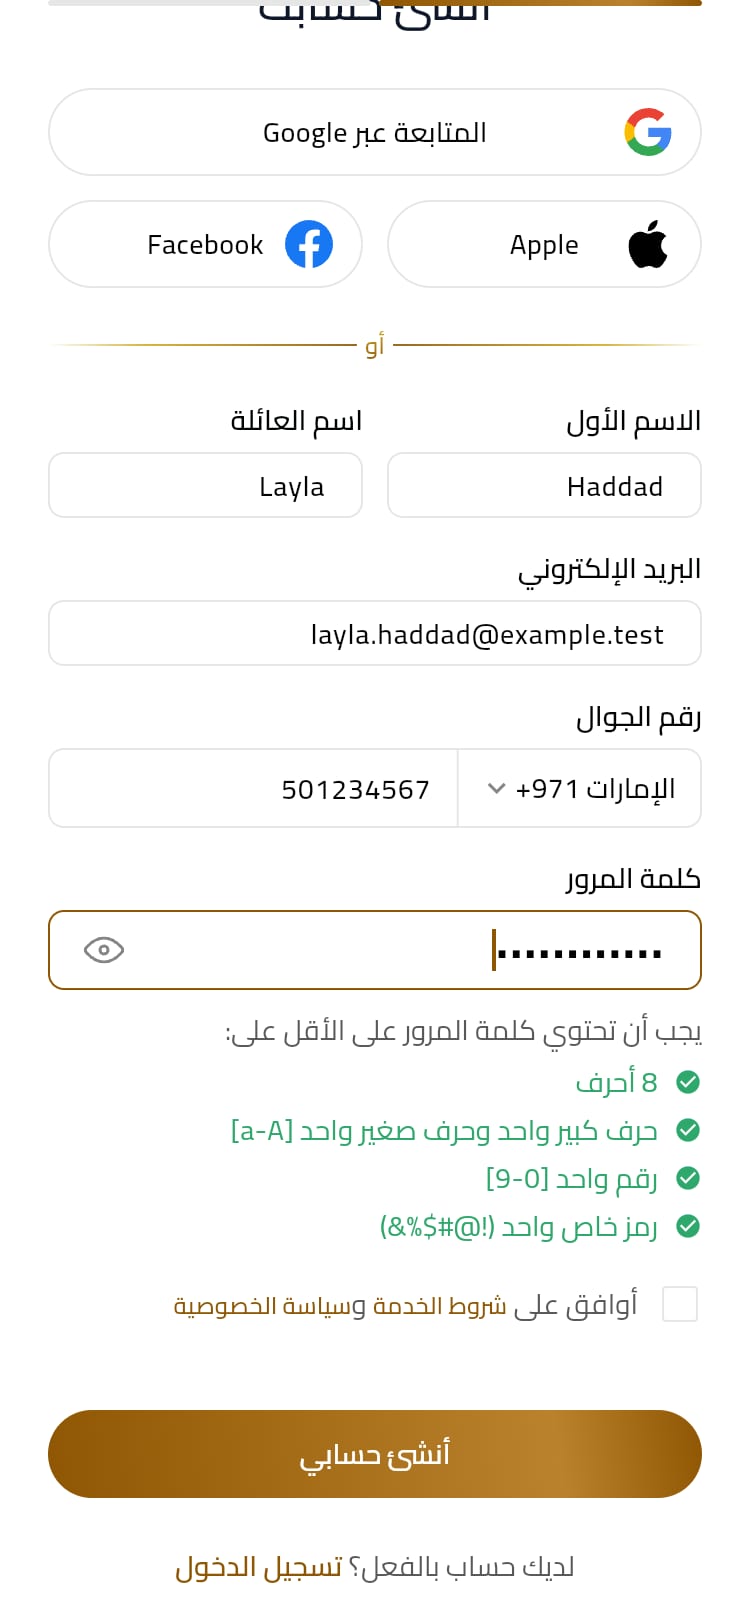 أنشئ حسابك
المتابعة عبر Google
Apple
Facebook
أو
الاسم الأول
اسم العائلة
Haddad
Layla
البريد الإلكتروني
layla.haddad@example.test
رقم الجوال
الإمارات 971+
501234567
كلمة المرور
يجب أن تحتوي كلمة المرور على الأقل على:
8 أحرف
حرف كبير واحد وحرف صغير واحد [a-A]
رقم واحد [0-9]
رمز خاص واحد (!@#$%&)
أوافق على شروط الخدمة وسياسة الخصوصية
أنشئ حسابي
لديك حساب بالفعل؟ تسجيل الدخول